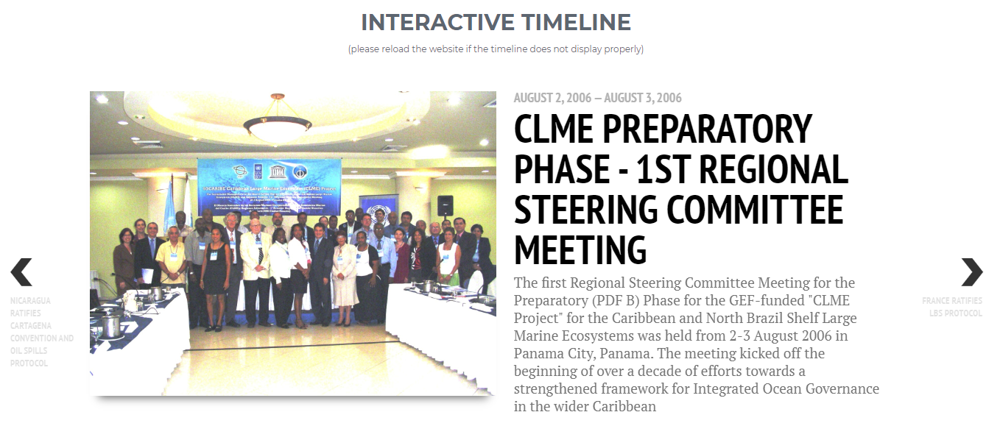 INTERACTIVE TIMELINE
(please reload the website if the timeline does not display properly)
AUGUST 2, 2006 – AUGUST 3, 2006
CLME PREPARATORY
PHASE - 1ST REGIONAL
STEERING COMMITTEE
MEETING
The first Regional Steering Committee Meeting for the
Preparatory (PDF B) Phase for the GEF-funded "CLME
Project" for the Caribbean and North Brazil Shelf Large
Marine Ecosystems was held from 2-3 August 2006 in
Panama City, Panama. The meeting kicked off the
beginning of over a decade of efforts towards a
strengthened framework for Integrated Ocean Governance
in the wider Caribbean
IOCARIBE Caribbean Large Marine Ecosystem (CLME) Project
NICARAGUA
RATIFIES
CARTAGENA
CONVENTION AND
OIL SPILLS
PROTOCOL
FRANCE RATIFIES
LBS PROTOCOL